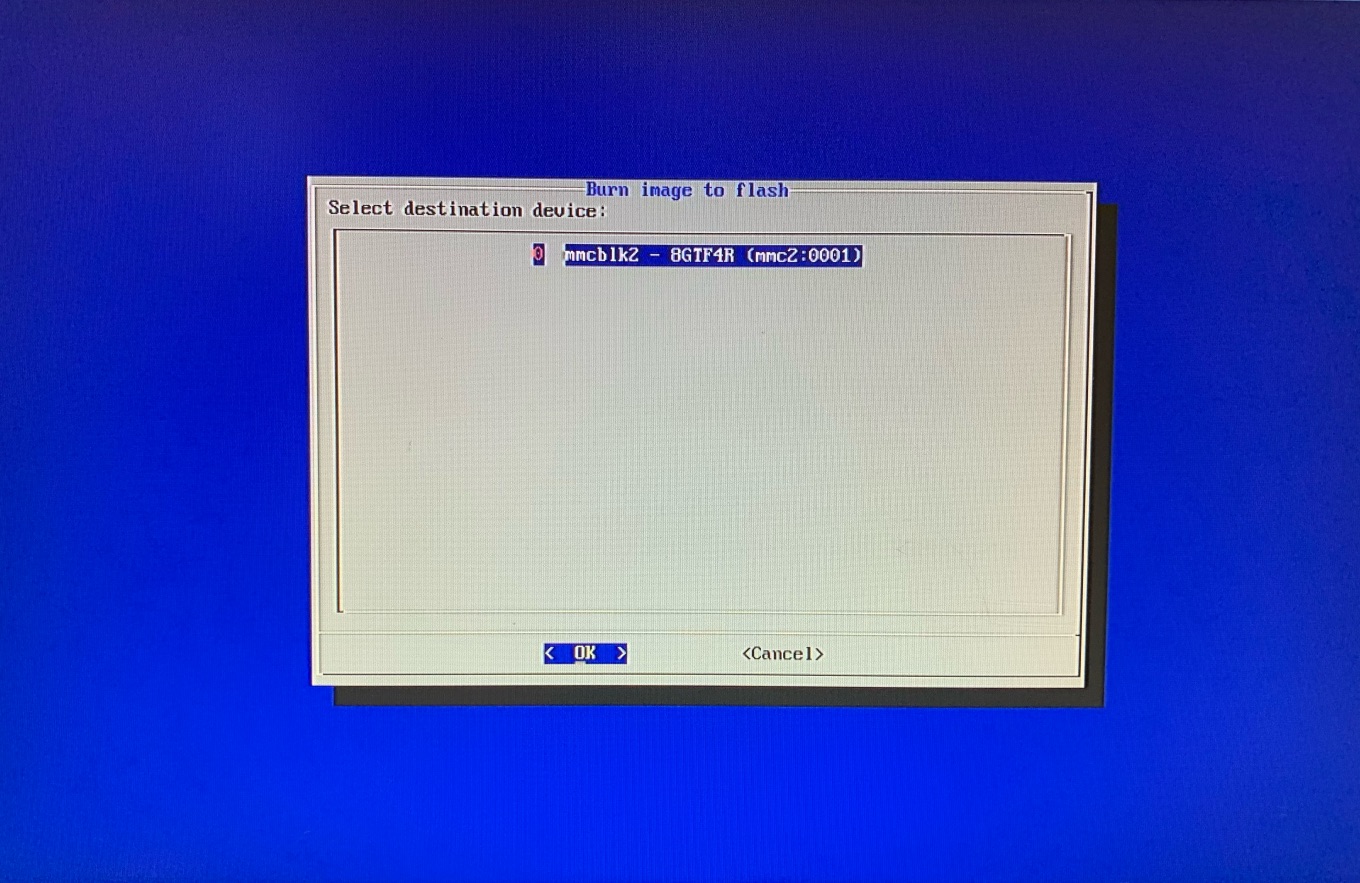 Burn image to flash
Select destination device:
0 mmcblk2 - 8GTF4R (mmc2:0001)
< OK > <Cancel>